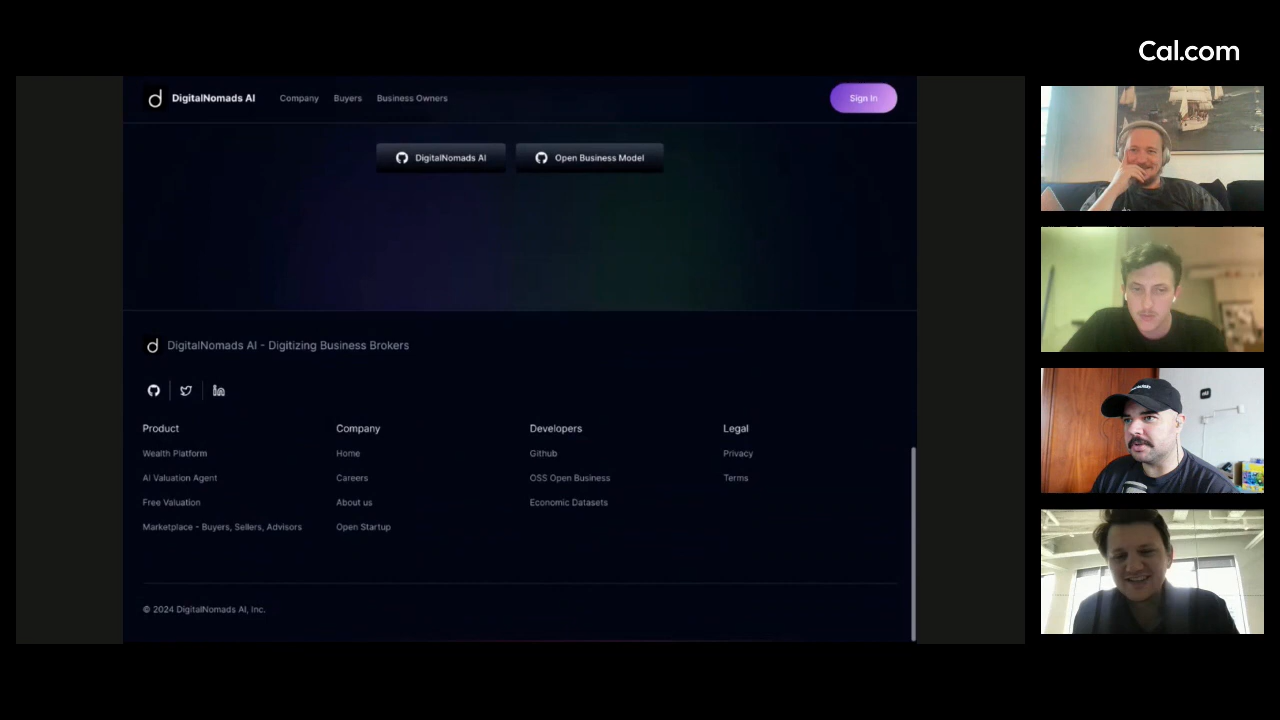 Cal.com
DigitalNomads AI Company Buyers Business Owners Sign In
DigitalNomads AI Open Business Model
DigitalNomads AI - Digitizing Business Brokers
Product Company Developers Legal
Wealth Platform Home Github Privacy
AI Valuation Agent Careers OSS Open Business Terms
Free Valuation About us Economic Datasets
Marketplace - Buyers, Sellers, Advisors Open Startup
© 2024 DigitalNomads AI, Inc.